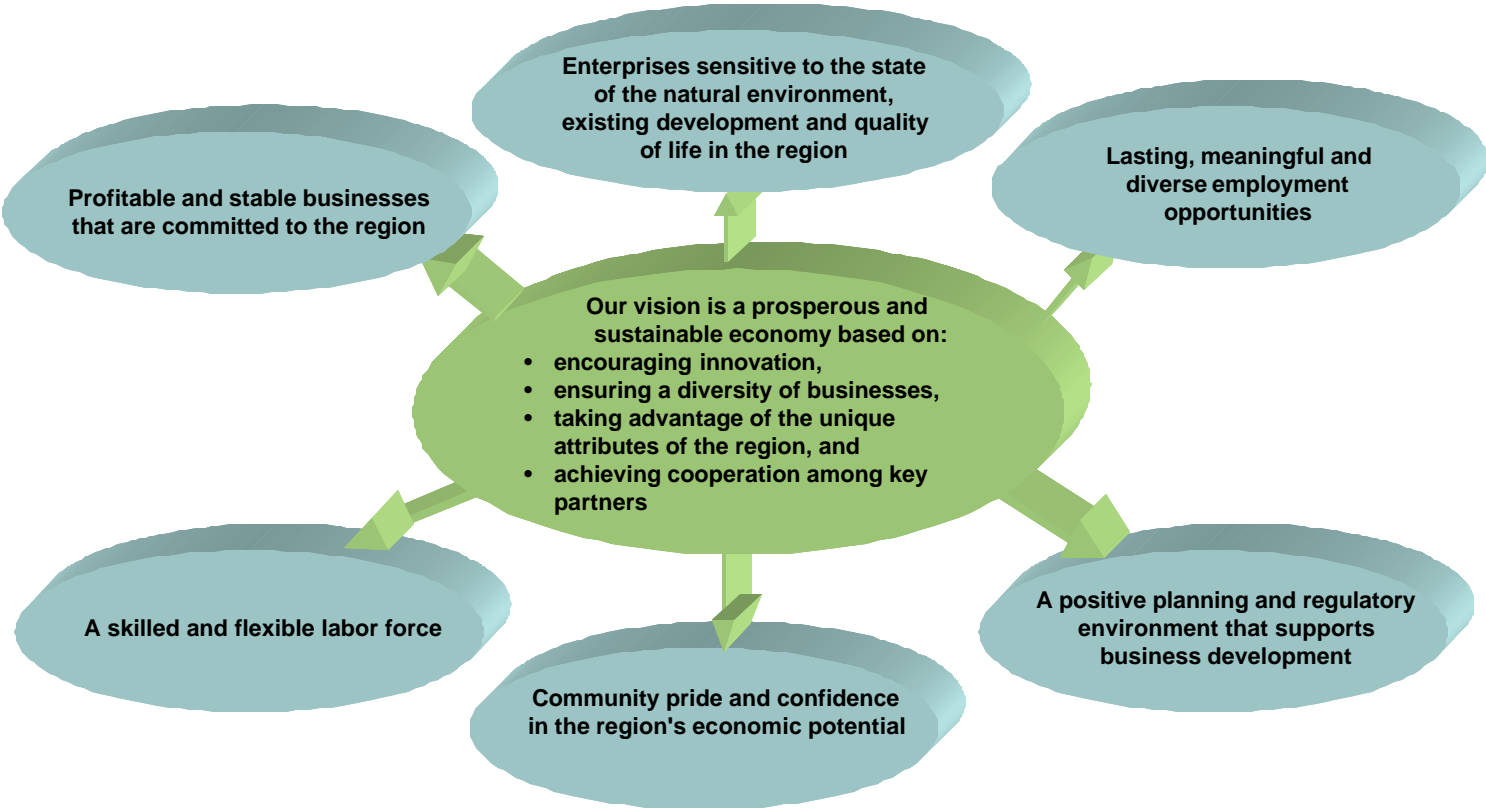 Enterprises sensitive to the state
of the natural environment,
existing development and quality
of life in the region
Profitable and stable businesses
that are committed to the region
Lasting, meaningful and
diverse employment
opportunities
Our vision is a prosperous and
sustainable economy based on:
• encouraging innovation,
• ensuring a diversity of businesses,
• taking advantage of the unique
attributes of the region, and
• achieving cooperation among key
partners
A skilled and flexible labor force
A positive planning and regulatory
environment that supports
business development
Community pride and confidence
in the region's economic potential